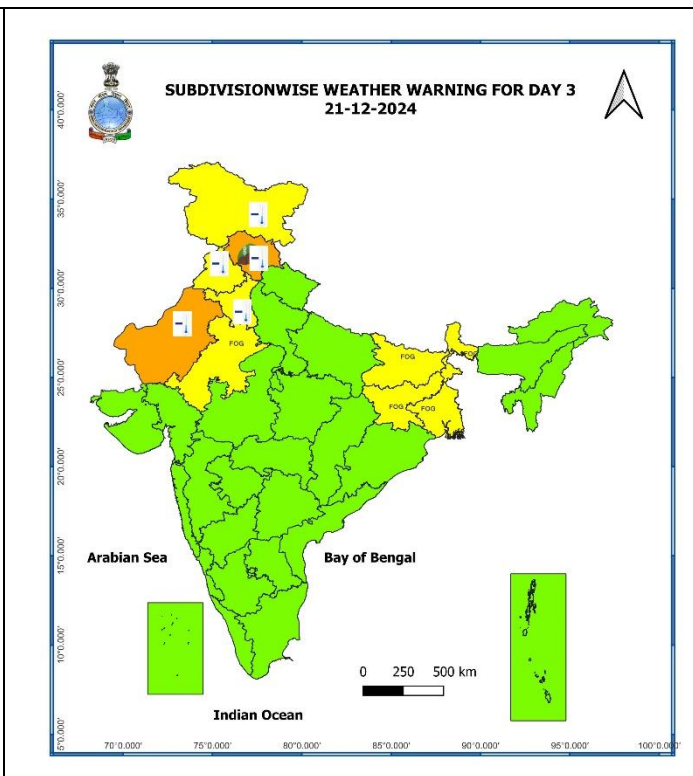 SUBDIVISIONWISE WEATHER WARNING FOR DAY 3
21-12-2024
40°0.000'
35°0.000'
30°0.000'
25°0.000'
20°0.000'
15°0.000'
10°0.000'
5°0.000'
FOG
FOG
FOG
FOG
FOG
Arabian Sea
Bay of Bengal
0 250 500 km
Indian Ocean
70°0.000' 75°0.000' 80°0.000' 85°0.000' 90°0.000' 95°0.000' 100°0.000'